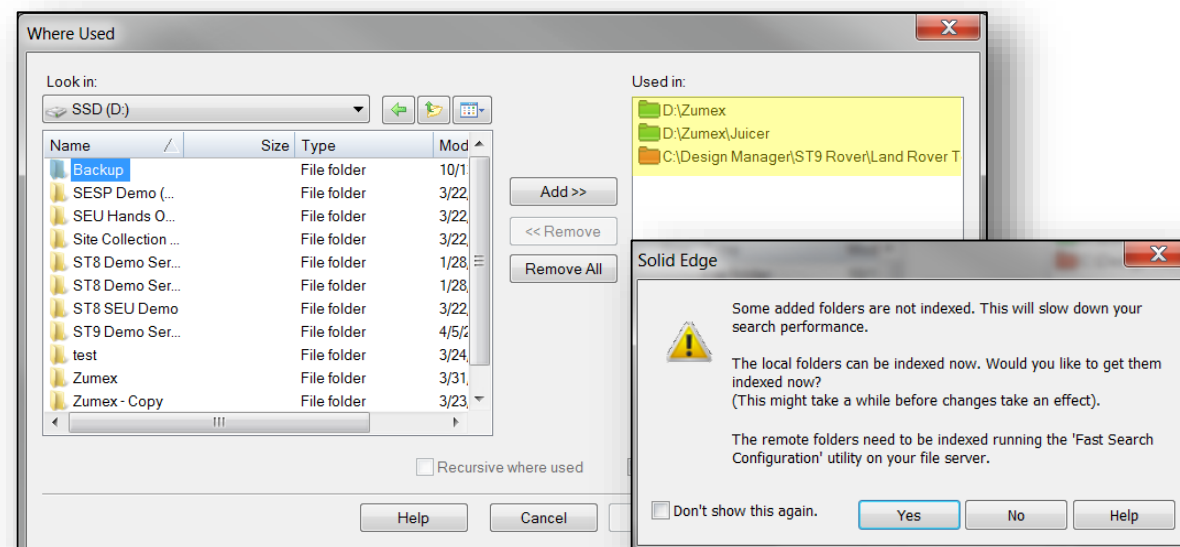 Where Used
Look in:
SSD (D:)
Name Size Type Mod
Backup File folder 10/1
SESP Demo (... File folder 3/22,
SEU Hands O... File folder 3/22,
Site Collection ... File folder 3/22,
ST8 Demo Ser... File folder 1/28,
ST8 Demo Ser... File folder 1/28,
ST8 SEU Demo File folder 3/22,
ST9 Demo Ser... File folder 4/5/2
test File folder 3/24,
Zumex File folder 3/31,
Zumex - Copy File folder 3/23,
Add >>
<< Remove
Remove All
Used in:
D:\Zumex
D:\Zumex\Juicer
C:\Design Manager\ST9 Rover\Land Rover T
Recursive where used
Help Cancel
Solid Edge
Some added folders are not indexed. This will slow down your
search performance.
The local folders can be indexed now. Would you like to get them
indexed now?
(This might take a while before changes take an effect).
The remote folders need to be indexed running the 'Fast Search
Configuration' utility on your file server.
Don't show this again. Yes No Help